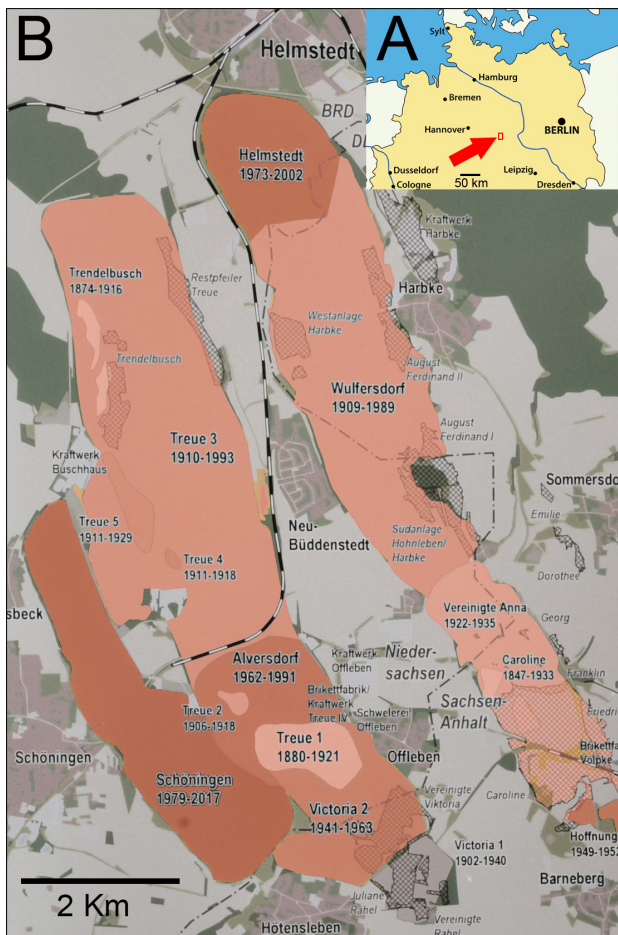 B
A
Sylt
Hamburg
Bremen
Hannover
BERLIN
Dusseldorf
Cologne
50 km
Leipzig
Dresden
Helmstedt
BRD
Helmstedt
1973-2002
Kraftwerk
Harbke
Harbke
Trendelbusch
1874-1916
Restpfeiler
Treue
Trendelbusch
Westanlage
Harbke
August
Ferdinand II
Wulfersdorf
1909-1989
August
Ferdinand I
Treue 3
1910-1993
Kraftwerk
Buschhaus
Sommersdo
Emilie
Treue 5
1911-1929
Neu-
Büddenstedt
Südanlage
Hohnleben/
Harbke
Treue 4
1911-1918
Dorothee
sbeck
Vereinigte Anna
1922-1935
Georg
Alversdorf
1962-1991
Kraftwerk
Offleben
Nieder-
sachsen
Caroline
1847-1933
Franklin
Sachsen-
Anhalt
Friedri
Treue 2
1906-1918
Brikettfabrik/
Kraftwerk
Treue IV
Schwelerei
Offleben
Treue 1
1880-1921
Offleben
Brikettfa
Völpke
Schöningen
Schöningen
1979-2017
Caroline
Vereinigte
Viktoria
Victoria 2
1941-1963
Victoria 1
1902-1940
Hoffnung
1949-1952
Barneberg
2 Km
Juliane
Rahel
Vereinigte
Rahel
Hötensleben